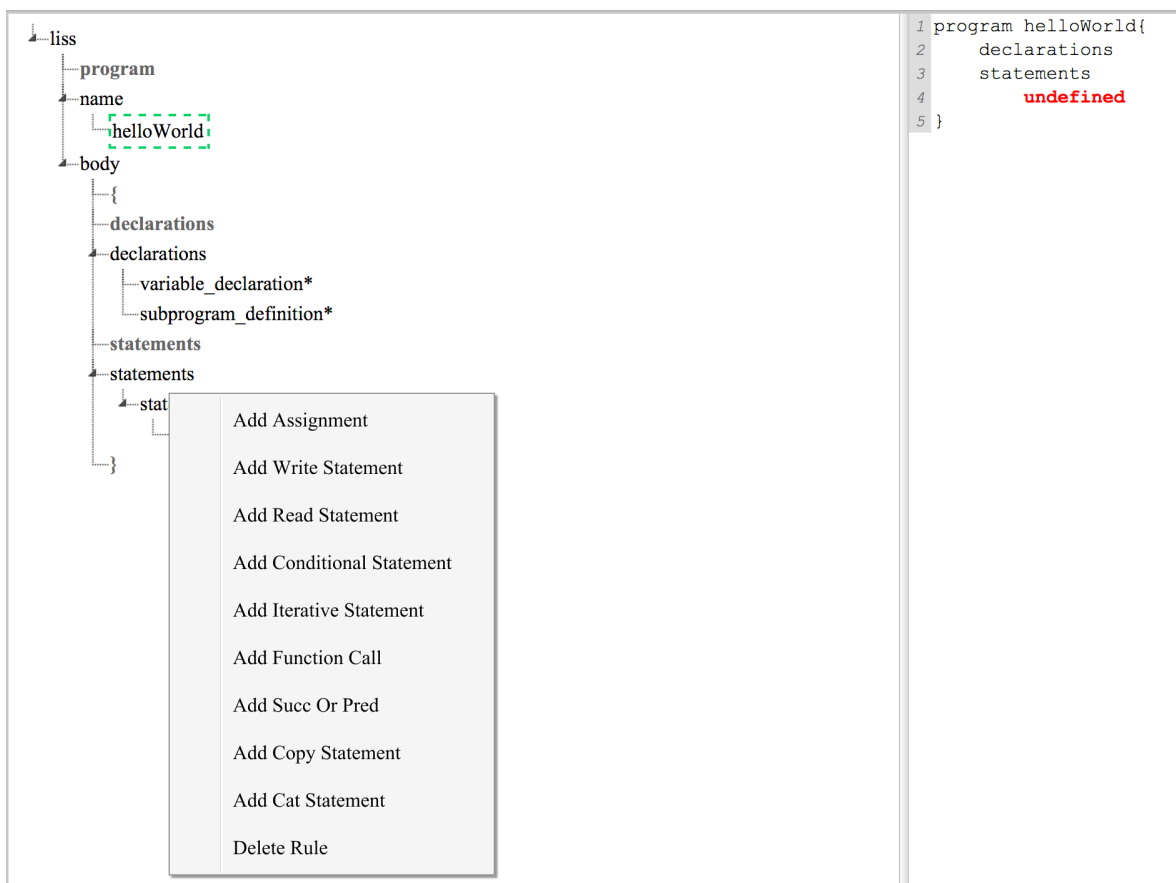 liss
program
name
helloWorld
body
{
declarations
declarations
variable_declaration*
subprogram_definition*
statements
statements
}
Add Assignment
Add Write Statement
Add Read Statement
Add Conditional Statement
Add Iterative Statement
Add Function Call
Add Succ Or Pred
Add Copy Statement
Add Cat Statement
Delete Rule
1 program helloWorld{
2 declarations
3 statements
4 undefined
5 }